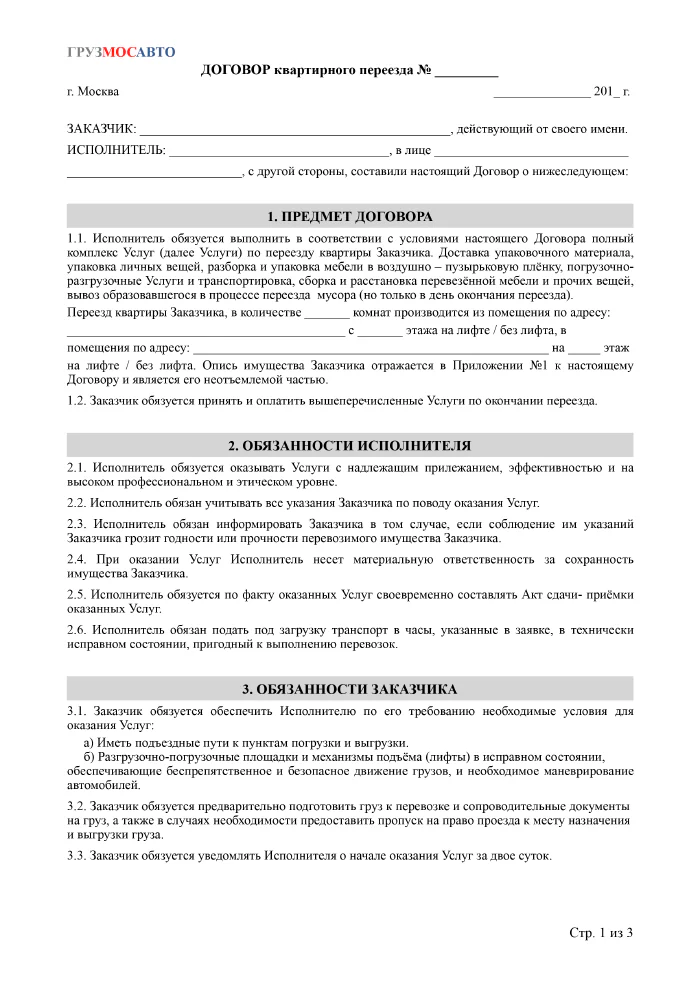 ГРУЗМОСАВТО
ДОГОВОР квартирного переезда № _________
г. Москва _______________ 201_ г.
ЗАКАЗЧИК: ________________________________________________, действующий от своего имени.
ИСПОЛНИТЕЛЬ: __________________________________, в лице ______________________________
___________________________, с другой стороны, составили настоящий Договор о нижеследующем:
1. ПРЕДМЕТ ДОГОВОРА
1.1. Исполнитель обязуется выполнить в соответствии с условиями настоящего Договора полный
комплекс Услуг (далее Услуги) по переезду квартиры Заказчика. Доставка упаковочного материала,
упаковка личных вещей, разборка и упаковка мебели в воздушно – пузырьковую плёнку, погрузочно-
разгрузочные Услуги и транспортировка, сборка и расстановка перевезённой мебели и прочих вещей,
вывоз образовавшегося в процессе переезда мусора (но только в день окончания переезда).
Переезд квартиры Заказчика, в количестве _______ комнат производится из помещения по адресу:
___________________________________________ с _______ этажа на лифте / без лифта, в
помещения по адресу: _______________________________________________________ на _____ этаж
на лифте / без лифта. Опись имущества Заказчика отражается в Приложении №1 к настоящему
Договору и является его неотъемлемой частью.
1.2. Заказчик обязуется принять и оплатить вышеперечисленные Услуги по окончании переезда.
2. ОБЯЗАННОСТИ ИСПОЛНИТЕЛЯ
2.1. Исполнитель обязуется оказывать Услуги с надлежащим прилежанием, эффективностью и на
высоком профессиональном и этическом уровне.
2.2. Исполнитель обязан учитывать все указания Заказчика по поводу оказания Услуг.
2.3. Исполнитель обязан информировать Заказчика в том случае, если соблюдение им указаний
Заказчика грозит годности или прочности перевозимого имущества Заказчика.
2.4. При оказании Услуг Исполнитель несет материальную ответственность за сохранность
имущества Заказчика.
2.5. Исполнитель обязуется по факту оказанных Услуг своевременно составлять Акт сдачи- приёмки
оказанных Услуг.
2.6. Исполнитель обязан подать под загрузку транспорт в часы, указанные в заявке, в технически
исправном состоянии, пригодный к выполнению перевозок.
3. ОБЯЗАННОСТИ ЗАКАЗЧИКА
3.1. Заказчик обязуется обеспечить Исполнителю по его требованию необходимые условия для
оказания Услуг:
а) Иметь подъездные пути к пунктам погрузки и выгрузки.
б) Разгрузочно-погрузочные площадки и механизмы подъёма (лифты) в исправном состоянии,
обеспечивающие беспрепятственное и безопасное движение грузов, и необходимое маневрирование
автомобилей.
3.2. Заказчик обязуется предварительно подготовить груз к перевозке и сопроводительные документы
на груз, а также в случаях необходимости предоставить пропуск на право проезда к месту назначения
и выгрузки груза.
3.3. Заказчик обязуется уведомлять Исполнителя о начале оказания Услуг за двое суток.
Стр. 1 из 3